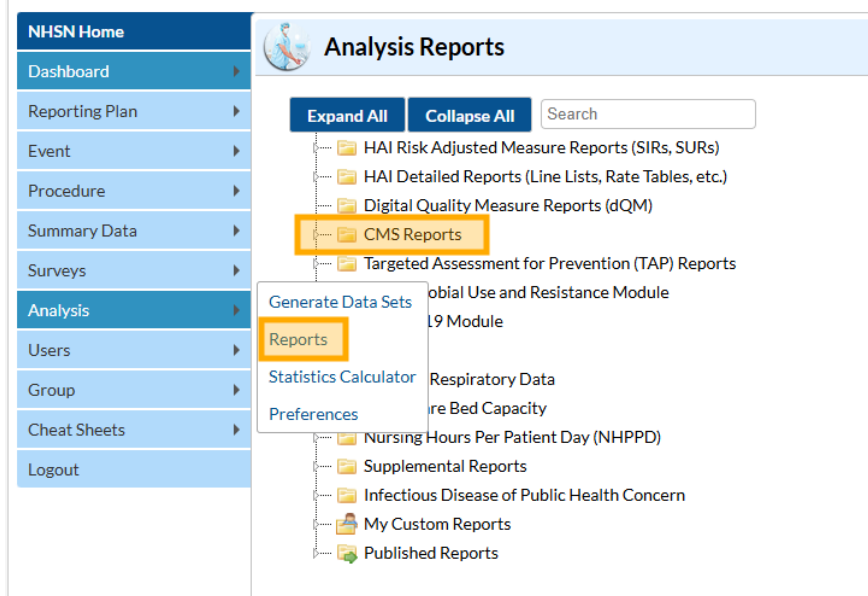 NHSN Home
Dashboard
Reporting Plan
Event
Procedure
Summary Data
Surveys
Analysis
Users
Group
Cheat Sheets
Logout
Analysis Reports
Expand All
Collapse All
Search
HAI Risk Adjusted Measure Reports (SIRs, SURs)
HAI Detailed Reports (Line Lists, Rate Tables, etc.)
Digital Quality Measure Reports (dQM)
CMS Reports
Targeted Assessment for Prevention (TAP) Reports
Generate Data Sets
Reports
Statistics Calculator
Preferences
obial Use and Resistance Module
19 Module
Respiratory Data
re Bed Capacity
Nursing Hours Per Patient Day (NHPPD)
Supplemental Reports
Infectious Disease of Public Health Concern
My Custom Reports
Published Reports